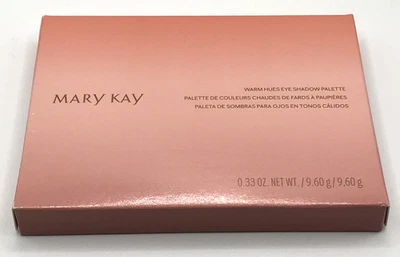 MARY KAY
WARM HUES EYE SHADOW PALETTE
PALETTE DE COULEURS CHAUDES DE FARDS À PAUPIÈRES
PALETA DE SOMBRAS PARA OJOS EN TONOS CÁLIDOS
0.33 OZ. NET WT. / 9.60 g / 9,60 g